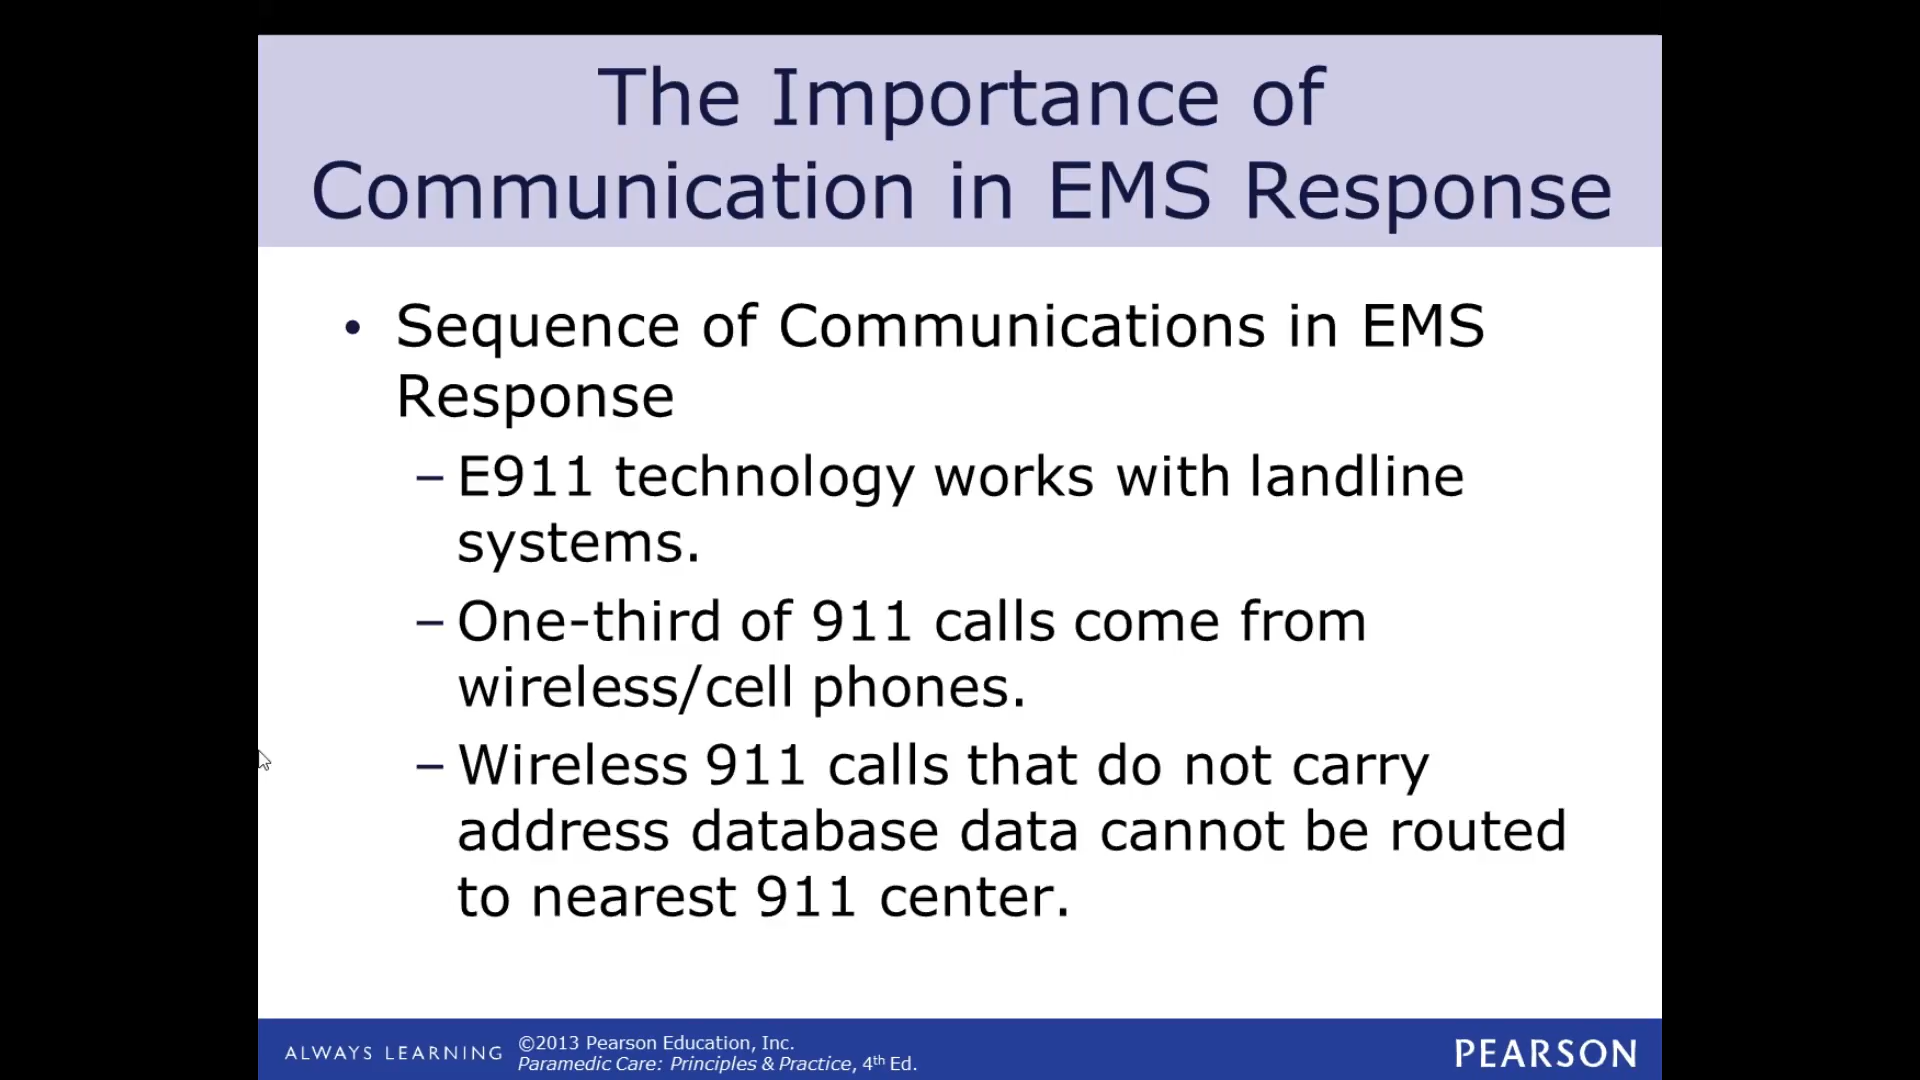 The Importance of
Communication in EMS Response
• Sequence of Communications in EMS
Response
– E911 technology works with landline
systems.
– One-third of 911 calls come from
wireless/cell phones.
– Wireless 911 calls that do not carry
address database data cannot be routed
to nearest 911 center.
ALWAYS LEARNING
©2013 Pearson Education, Inc.
Paramedic Care: Principles & Practice, 4th Ed.
PEARSON